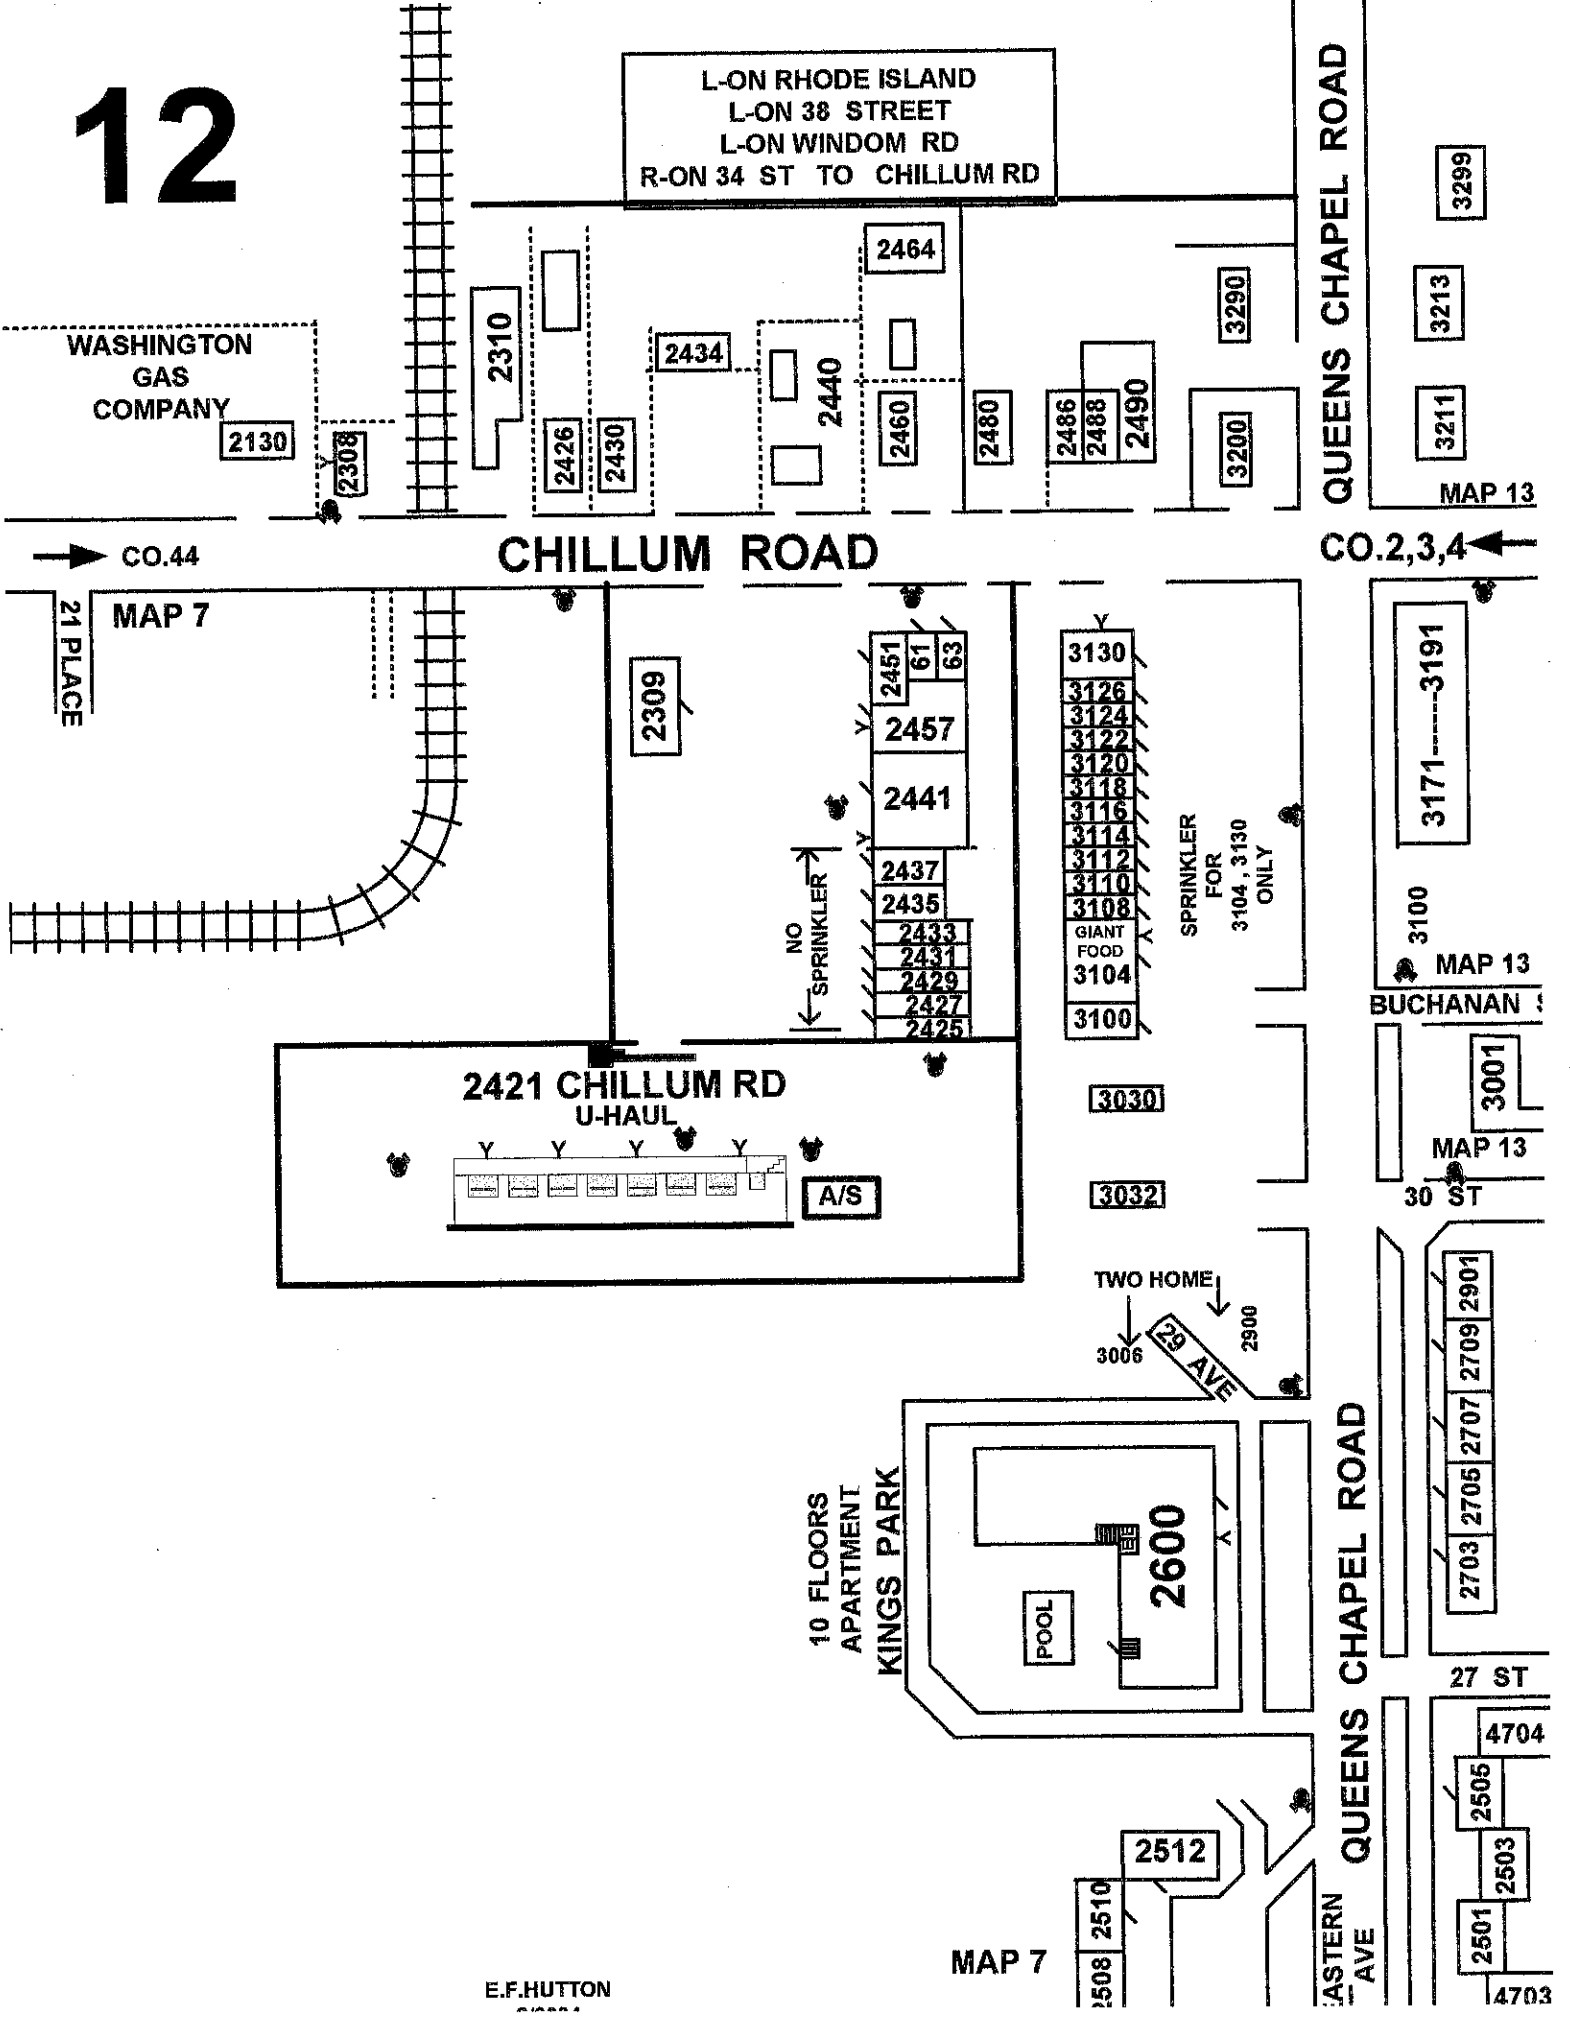 12
L-ON RHODE ISLAND
L-ON 38 STREET
L-ON WINDOM RD
R-ON 34 ST TO CHILLUM RD
QUEENS CHAPEL ROAD
3299
3213
3211
MAP 13
WASHINGTON
GAS
COMPANY
2130
2308
2310
2426
2430
2434
2440
2464
2460
2480
2486
2488
2490
3290
3200
CO.44
CHILLUM ROAD
CO.2,3,4
21 PLACE
MAP 7
2309
2451
61
63
2457
2441
2437
2435
2433
2431
2429
2427
2425
NO
SPRINKLER
3130
3126
3124
3122
3120
3118
3116
3114
3112
3110
3108
GIANT
FOOD
3104
3100
SPRINKLER
FOR
3104 , 3130
ONLY
3171------3191
3100
MAP 13
BUCHANAN
3001
MAP 13
30 ST
2421 CHILLUM RD
U-HAUL
Y Y Y Y
A/S
3030
3032
TWO HOME
3006
29 AVE
2900
2901
2709
2707
2705
2703
10 FLOORS
APARTMENT
KINGS PARK
2600
POOL
QUEENS CHAPEL ROAD
27 ST
4704
2505
2503
2501
4703
2512
2510
2508
MAP 7
EASTERN
AVE
E.F.HUTTON